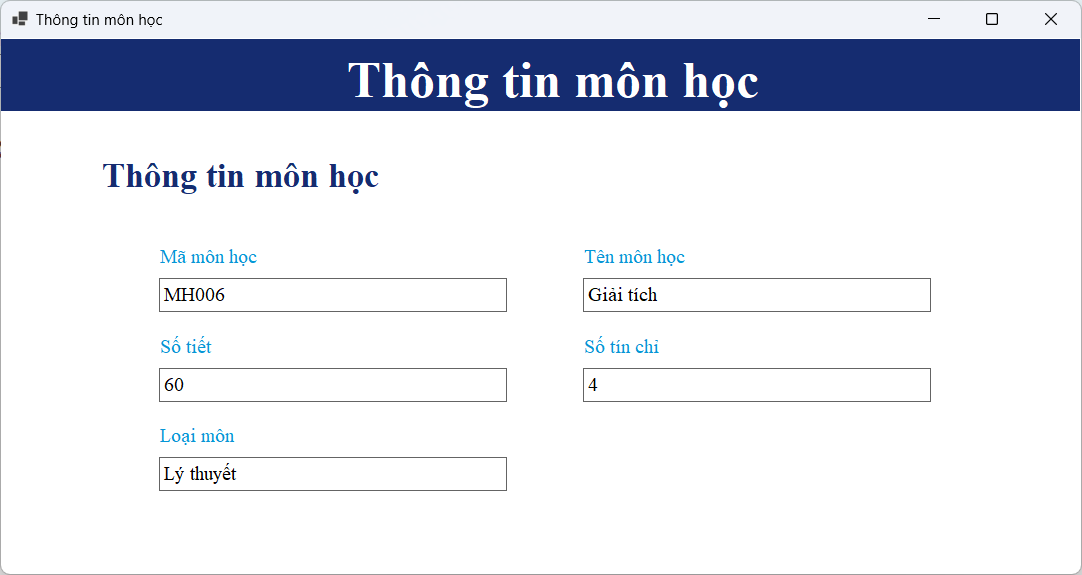 Thông tin môn học
Thông tin môn học
Thông tin môn học
Mã môn học
Tên môn học
MH006
Giải tích
Số tiết
Số tín chỉ
60
4
Loại môn
Lý thuyết